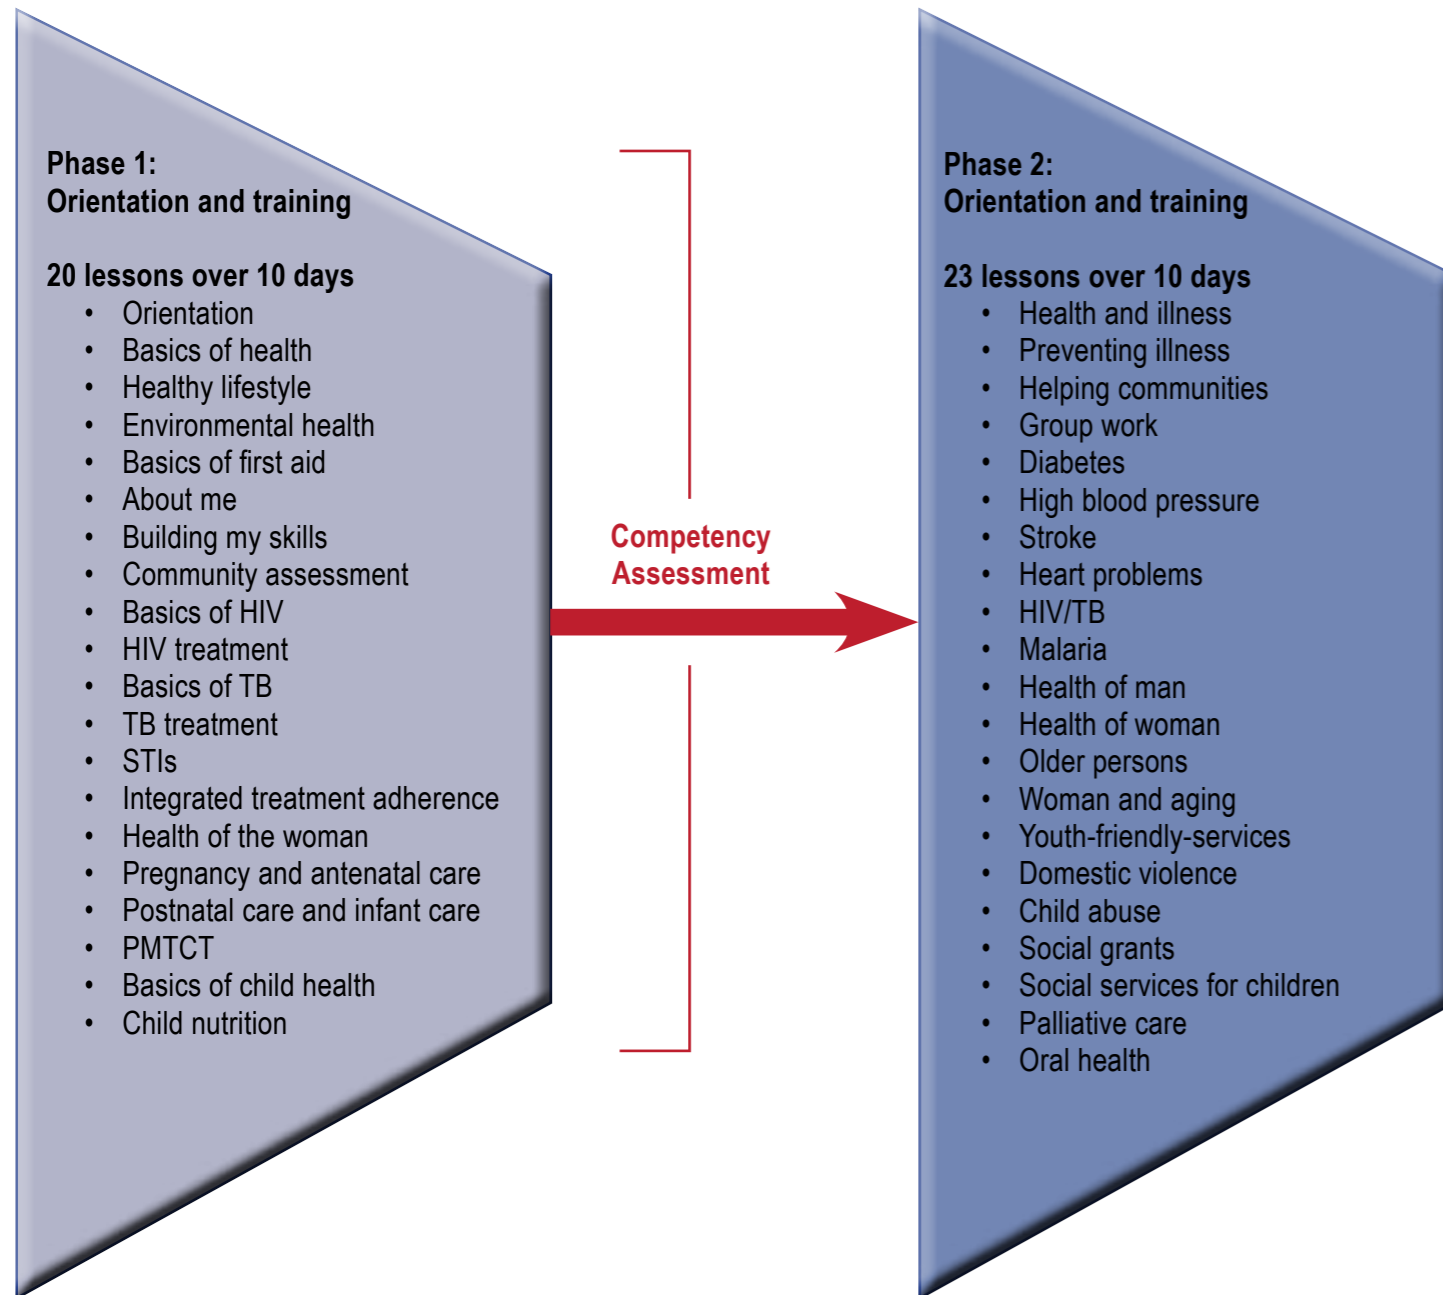 Phase 1:
Orientation and training
20 lessons over 10 days
• Orientation
• Basics of health
• Healthy lifestyle
• Environmental health
• Basics of first aid
• About me
• Building my skills
• Community assessment
• Basics of HIV
• HIV treatment
• Basics of TB
• TB treatment
• STIs
• Integrated treatment adherence
• Health of the woman
• Pregnancy and antenatal care
• Postnatal care and infant care
• PMTCT
• Basics of child health
• Child nutrition
Competency
Assessment
Phase 2:
Orientation and training
23 lessons over 10 days
• Health and illness
• Preventing illness
• Helping communities
• Group work
• Diabetes
• High blood pressure
• Stroke
• Heart problems
• HIV/TB
• Malaria
• Health of man
• Health of woman
• Older persons
• Woman and aging
• Youth-friendly-services
• Domestic violence
• Child abuse
• Social grants
• Social services for children
• Palliative care
• Oral health